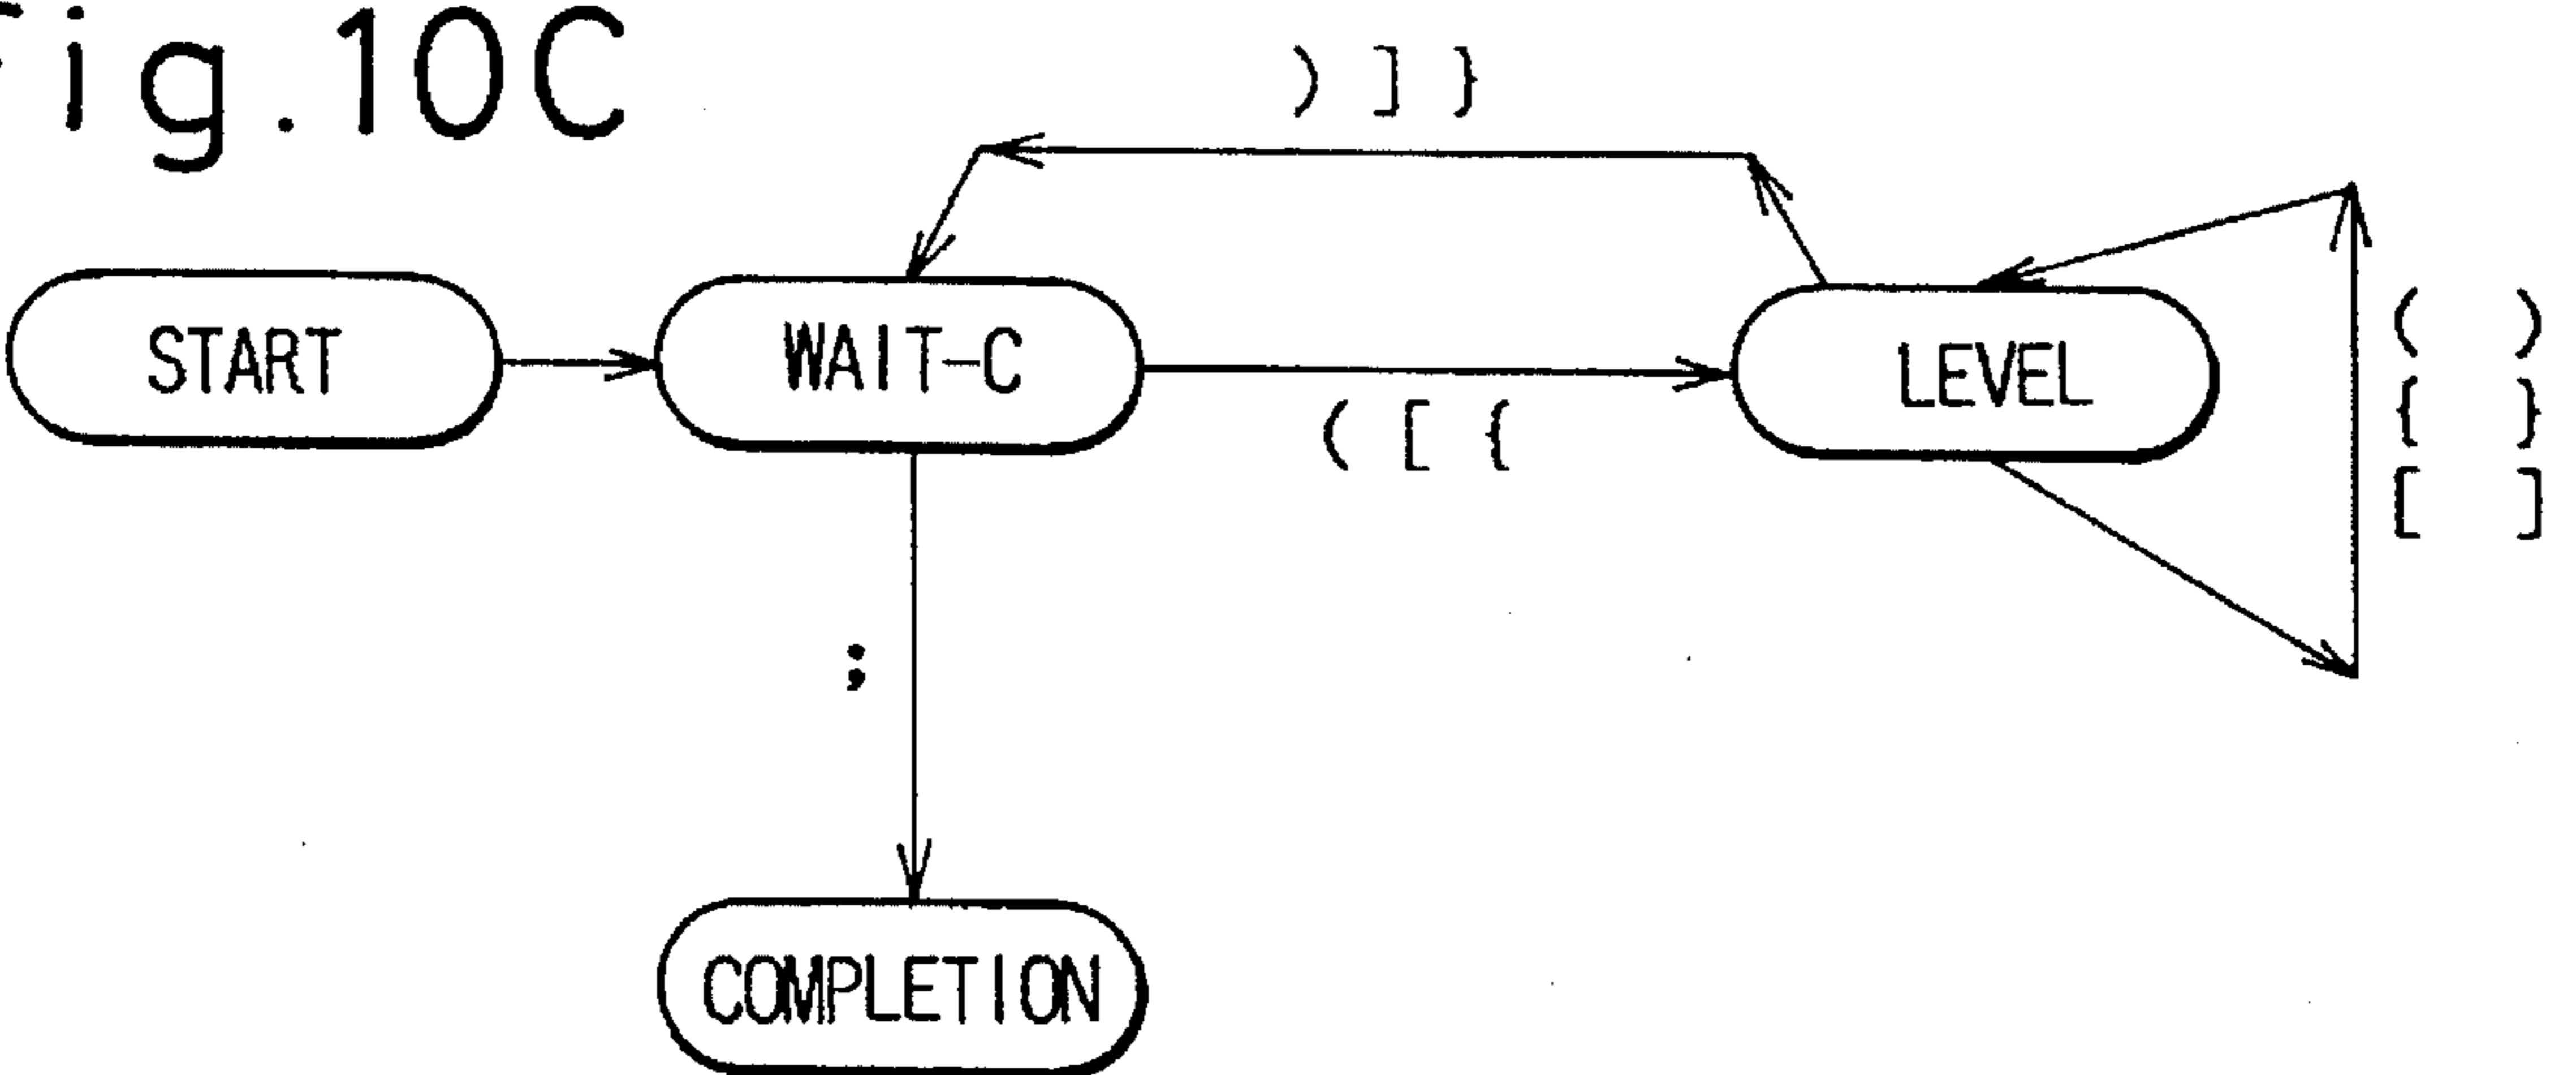 Fig.10C
) ] }
START
WAIT-C
LEVEL
( [ {
( )
{ }
[ ]
;
COMPLETION